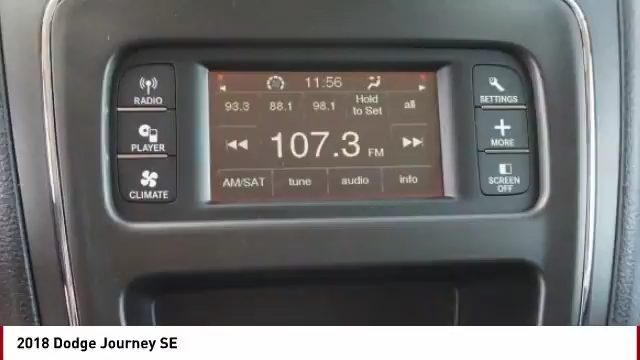 11:56
93.3 88.1 98.1 Hold to Set all
107.3 FM
AM/SAT tune audio info
RADIO
PLAYER
CLIMATE
SETTINGS
MORE
SCREEN OFF
2018 Dodge Journey SE